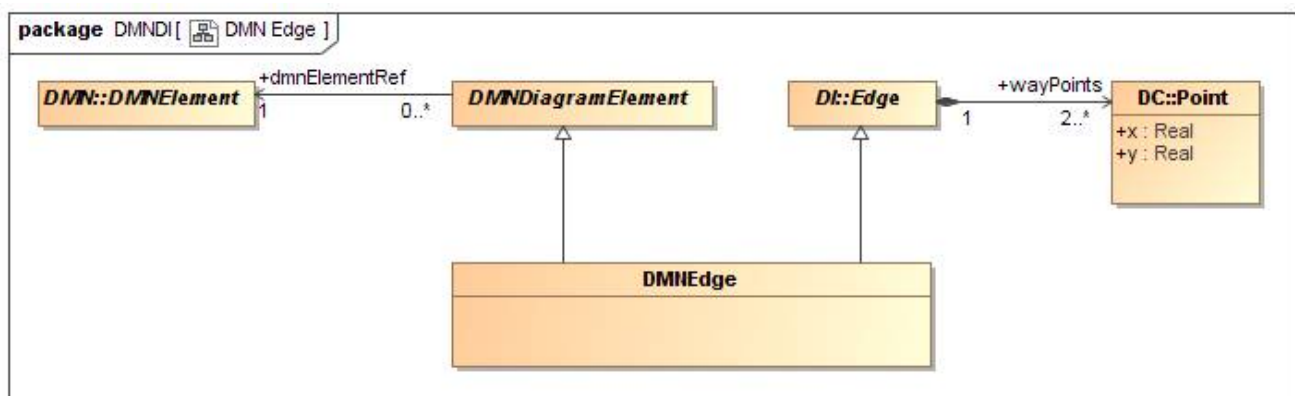 package DMNDI [ DMN Edge ]
DMN::DMNElement
+dmnElementRef
1
0..*
DMNDiagramElement
DI::Edge
1
+wayPoints
2..*
DC::Point
+x : Real
+y : Real
DMNEdge